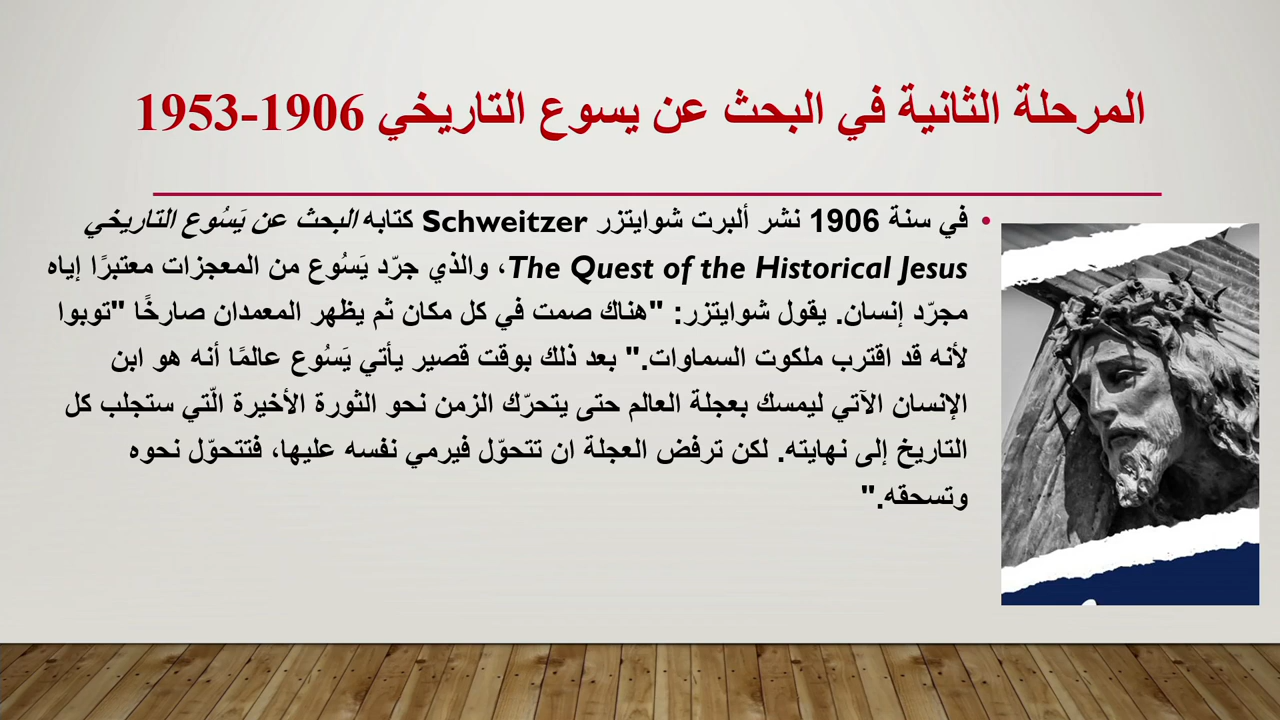 المرحلة الثانية في البحث عن يسوع التاريخي 1906-1953
• في سنة 1906 نشر ألبرت شوايتزر Schweitzer كتابه البحث عن يَسُوع التاريخي
The Quest of the Historical Jesus، والذي جرّد يَسُوع من المعجزات معتبرًا إياه
مجرّد إنسان. يقول شوايتزر: "هناك صمت في كل مكان ثم يظهر المعمدان صارخًا "توبوا
لأنه قد اقترب ملكوت السماوات." بعد ذلك بوقت قصير يأتي يَسُوع عالمًا أنه هو ابن
الإنسان الآتي ليمسك بعجلة العالم حتى يتحرّك الزمن نحو الثورة الأخيرة الّتي ستجلب كل
التاريخ إلى نهايته. لكن ترفض العجلة ان تتحوّل فيرمي نفسه عليها، فتتحوّل نحوه
وتسحقه."